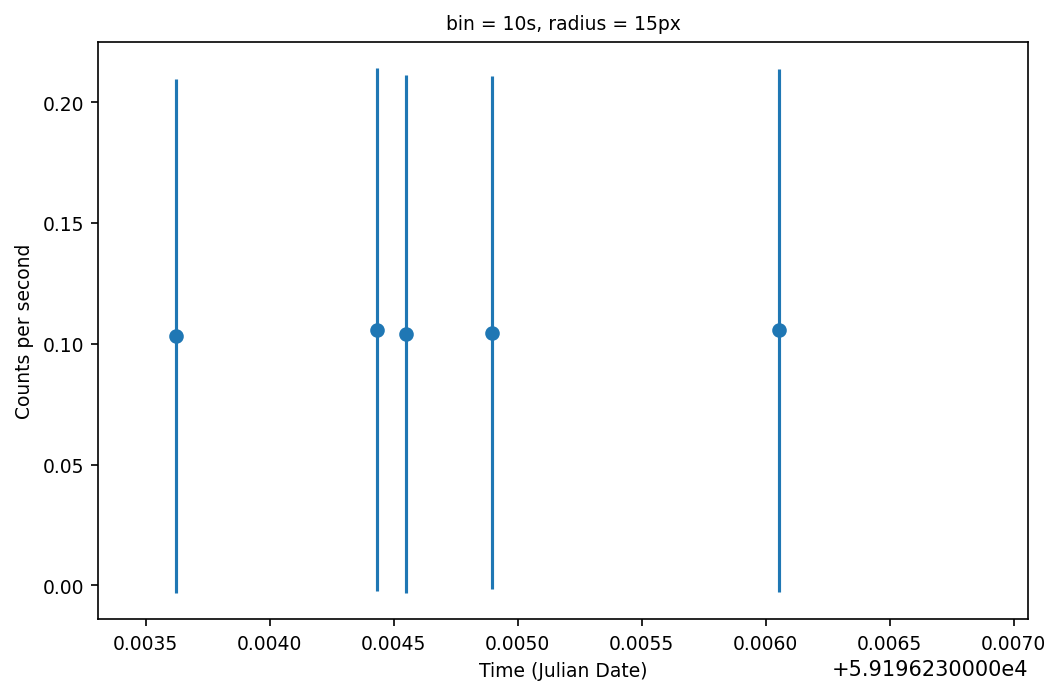 bin = 10s, radius = 15px
Counts per second
0.20
0.15
0.10
0.05
0.00
0.0035 0.0040 0.0045 0.0050 0.0055 0.0060 0.0065 0.0070
Time (Julian Date)
+5.9196230000e4